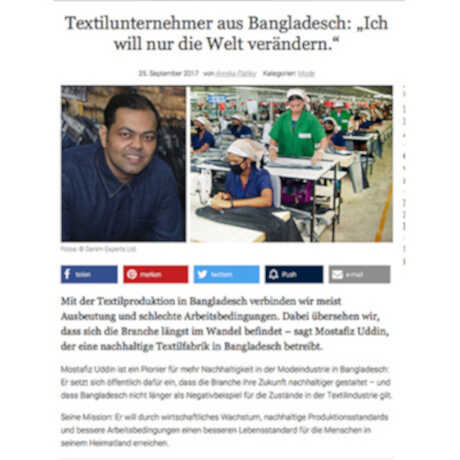 Textilunternehmer aus Bangladesch: „Ich
will nur die Welt verändern.“
25. September 2017 von Kategorien: Mode
Fotos: © Denim Experts Ltd.
teilen
merken
twittern
Push
e-mail
Mit der Textilproduktion in Bangladesch verbinden wir meist
Ausbeutung und schlechte Arbeitsbedingungen. Dabei übersehen wir,
dass sich die Branche längst im Wandel befindet – sagt Mostafiz Uddin,
der eine nachhaltige Textilfabrik in Bangladesch betreibt.
Mostafiz Uddin ist ein Pionier für mehr Nachhaltigkeit in der Modeindustrie in Bangladesch:
Er setzt sich öffentlich dafür ein, dass die Branche ihre Zukunft nachhaltiger gestaltet – und
dass Bangladesch nicht länger als Negativbeispiel für die Zustände in der Textilindustrie gilt.
Seine Mission: Er will durch wirtschaftliches Wachstum, nachhaltige Produktionsstandards
und bessere Arbeitsbedingungen einen besseren Lebensstandard für die Menschen in
seinem Heimatland erreichen.